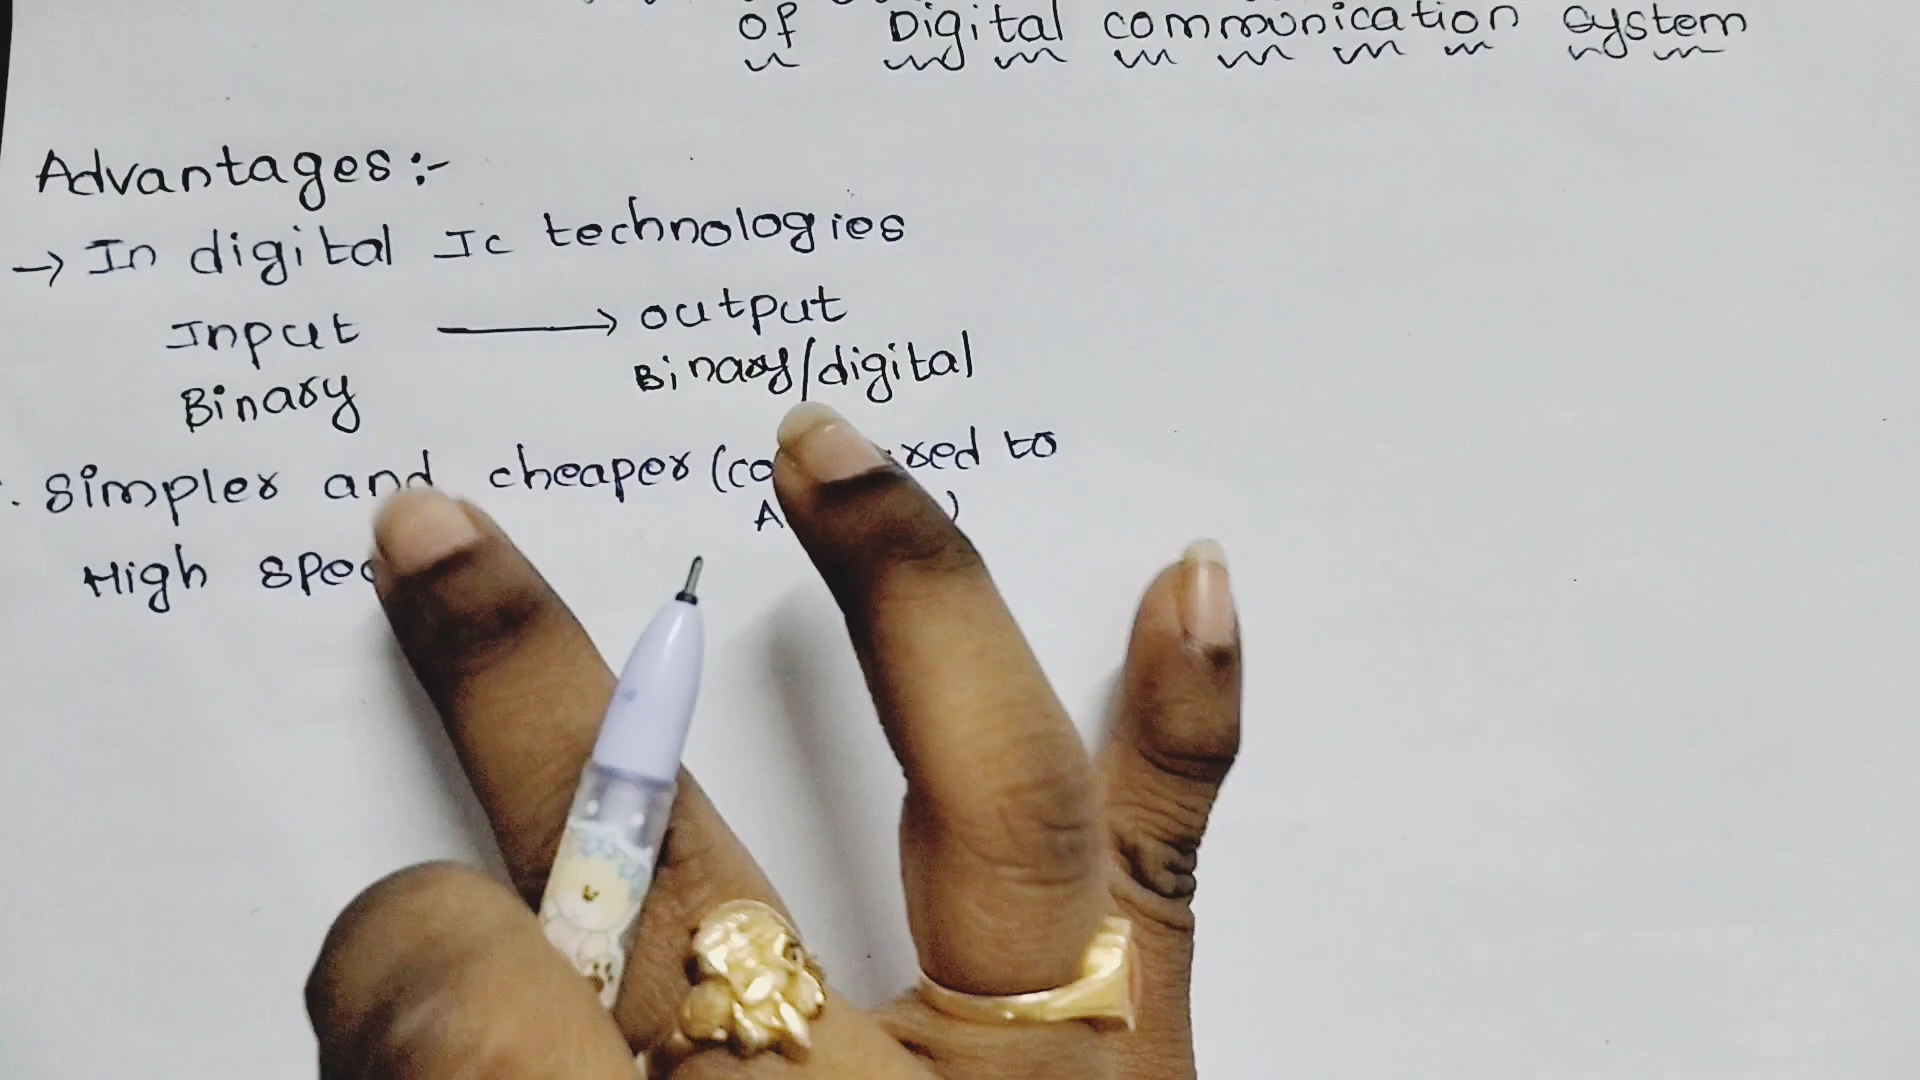 of Digital communication system
Advantages:-
→ In digital Ic technologies
Input → output
Binary Binary/digital
simpler and cheaper (co to
High